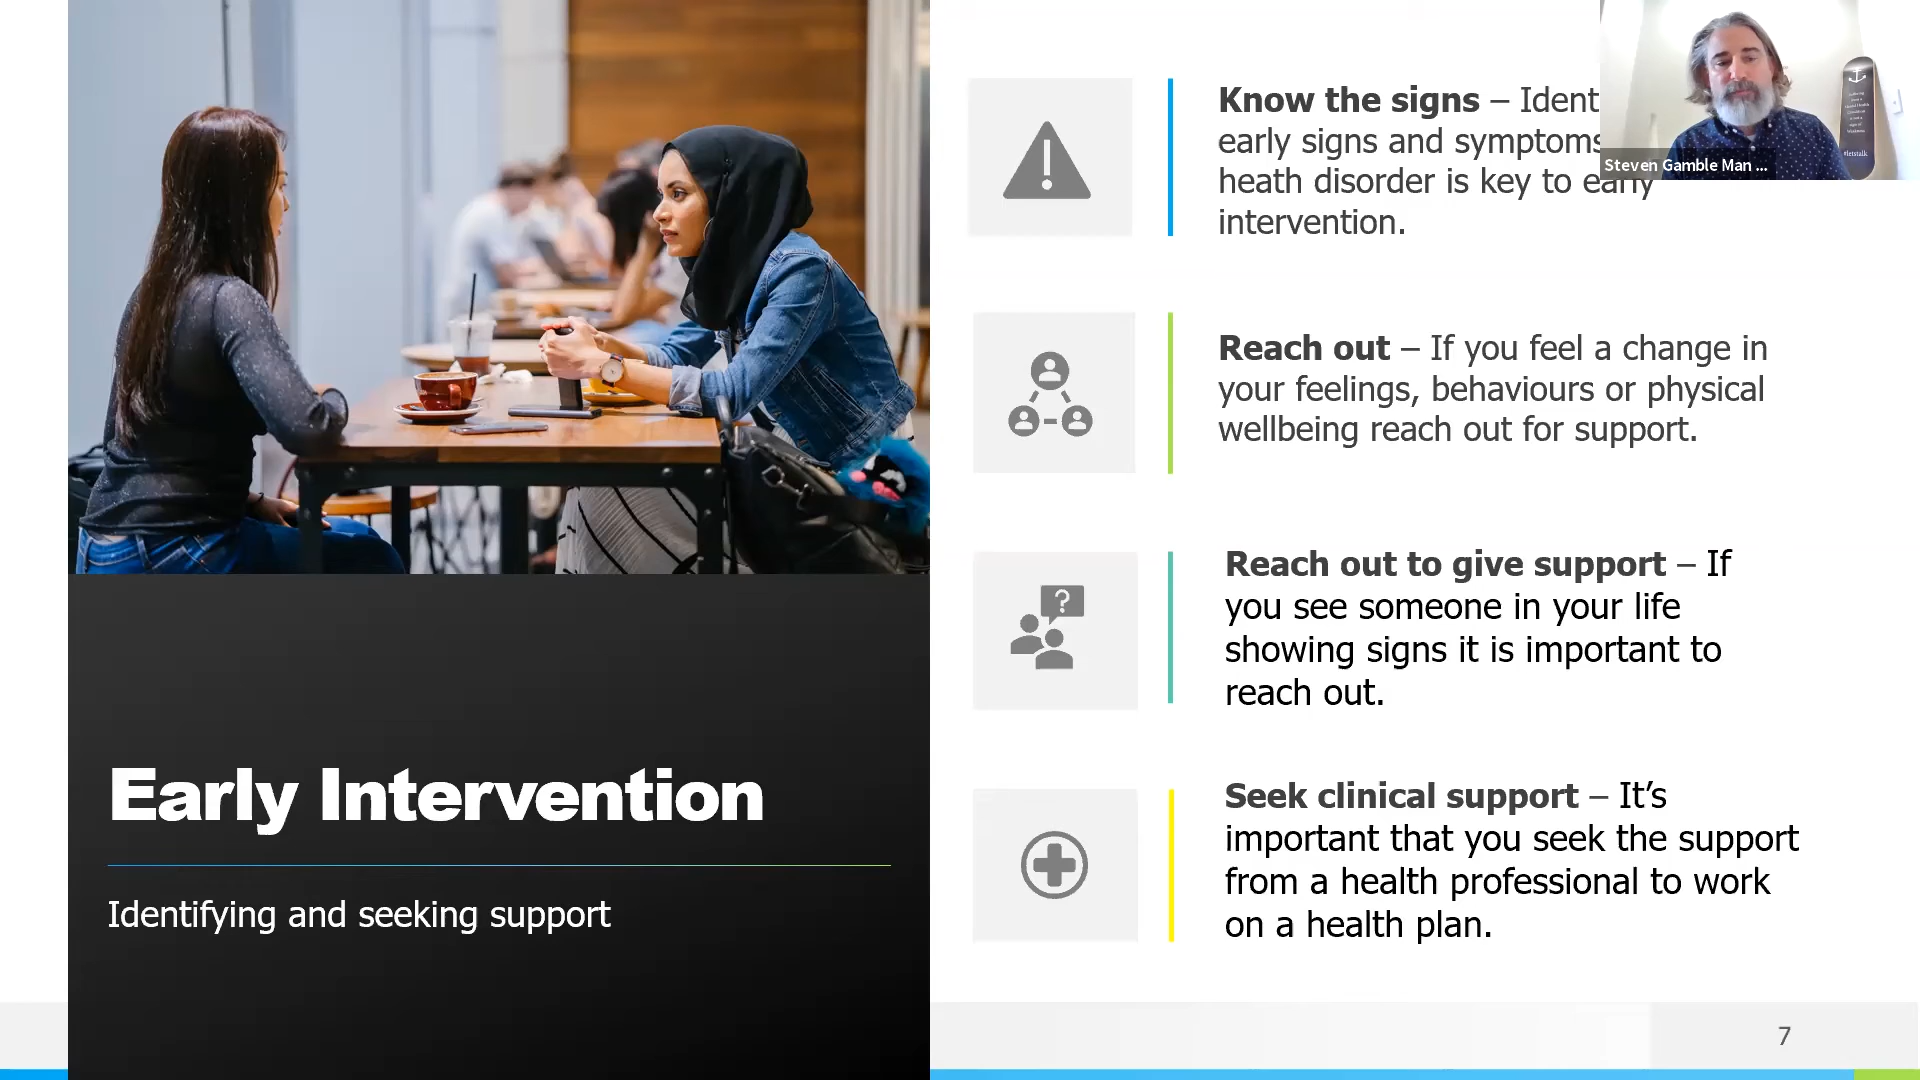 Know the signs – Ident
early signs and symptoms
heath disorder is key to early
intervention.
Steven Gamble Man ...
#letstalk
Reach out – If you feel a change in
your feelings, behaviours or physical
wellbeing reach out for support.
Reach out to give support – If
you see someone in your life
showing signs it is important to
reach out.
Early Intervention
Identifying and seeking support
Seek clinical support – It’s
important that you seek the support
from a health professional to work
on a health plan.
7